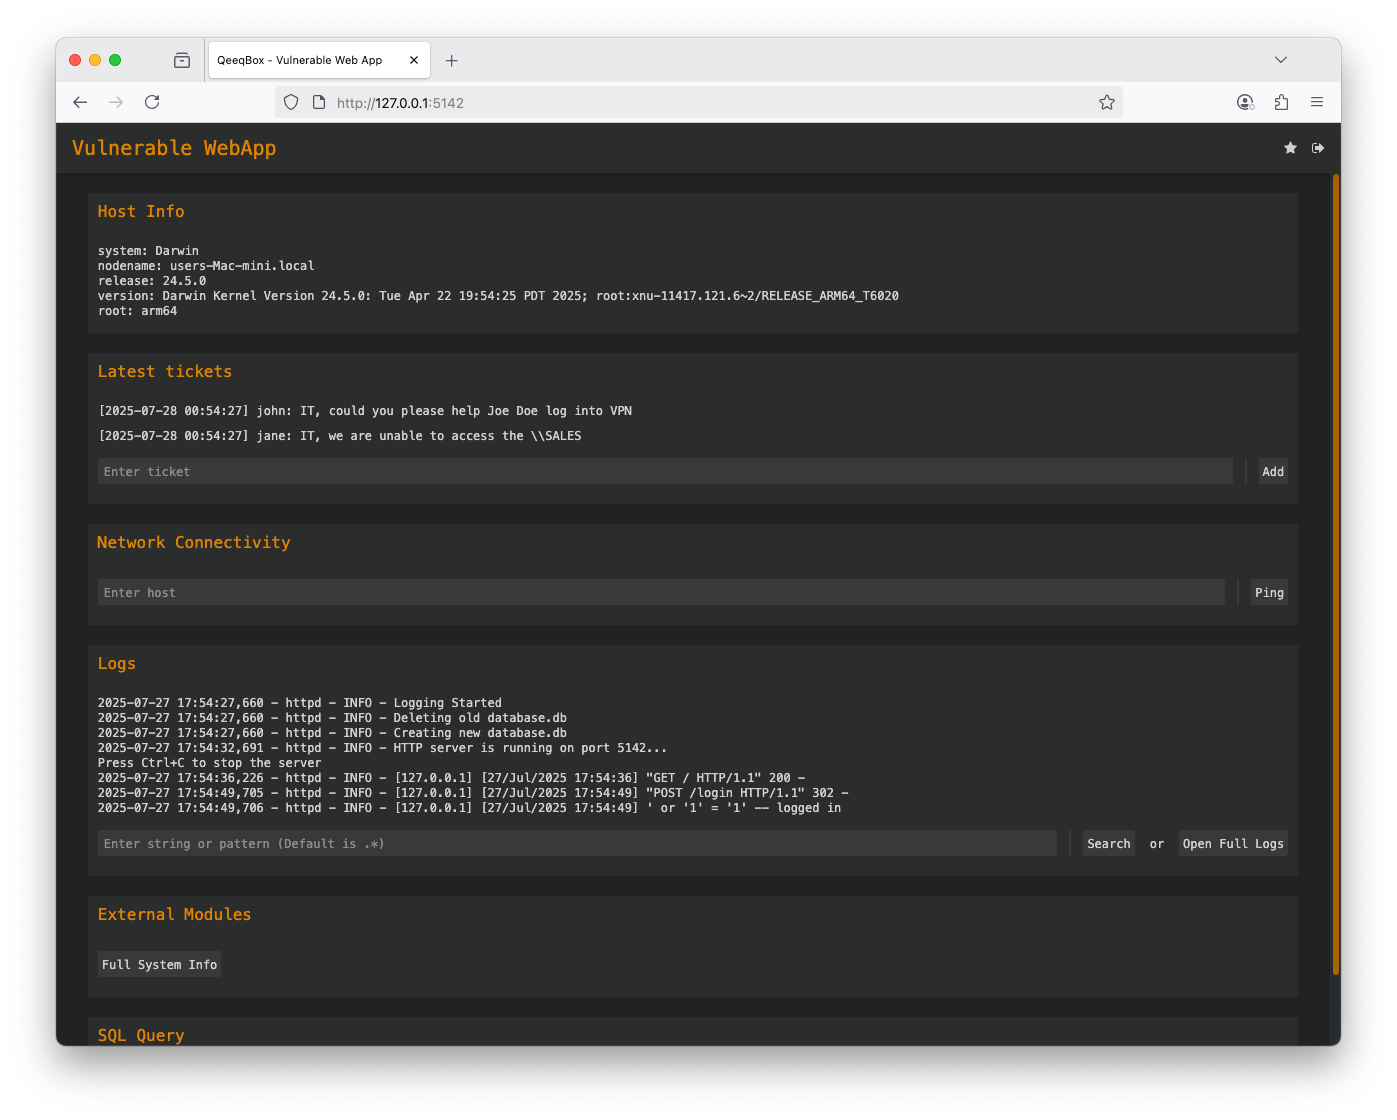 QeeqBox - Vulnerable Web App
http://127.0.0.1:5142
Vulnerable WebApp
Host Info
system: Darwin
nodename: users-Mac-mini.local
release: 24.5.0
version: Darwin Kernel Version 24.5.0: Tue Apr 22 19:54:25 PDT 2025; root:xnu-11417.121.6~2/RELEASE_ARM64_T6020
root: arm64
Latest tickets
[2025-07-28 00:54:27] john: IT, could you please help Joe Doe log into VPN
[2025-07-28 00:54:27] jane: IT, we are unable to access the \\SALES
Enter ticket
Add
Network Connectivity
Enter host
Ping
Logs
2025-07-27 17:54:27,660 - httpd - INFO - Logging Started
2025-07-27 17:54:27,660 - httpd - INFO - Deleting old database.db
2025-07-27 17:54:27,660 - httpd - INFO - Creating new database.db
2025-07-27 17:54:32,691 - httpd - INFO - HTTP server is running on port 5142...
Press Ctrl+C to stop the server
2025-07-27 17:54:36,226 - httpd - INFO - [127.0.0.1] [27/Jul/2025 17:54:36] "GET / HTTP/1.1" 200 -
2025-07-27 17:54:49,705 - httpd - INFO - [127.0.0.1] [27/Jul/2025 17:54:49] "POST /login HTTP/1.1" 302 -
2025-07-27 17:54:49,706 - httpd - INFO - [127.0.0.1] [27/Jul/2025 17:54:49] ' or '1' = '1' -- logged in
Enter string or pattern (Default is .*)
Search or Open Full Logs
External Modules
Full System Info
SQL Query